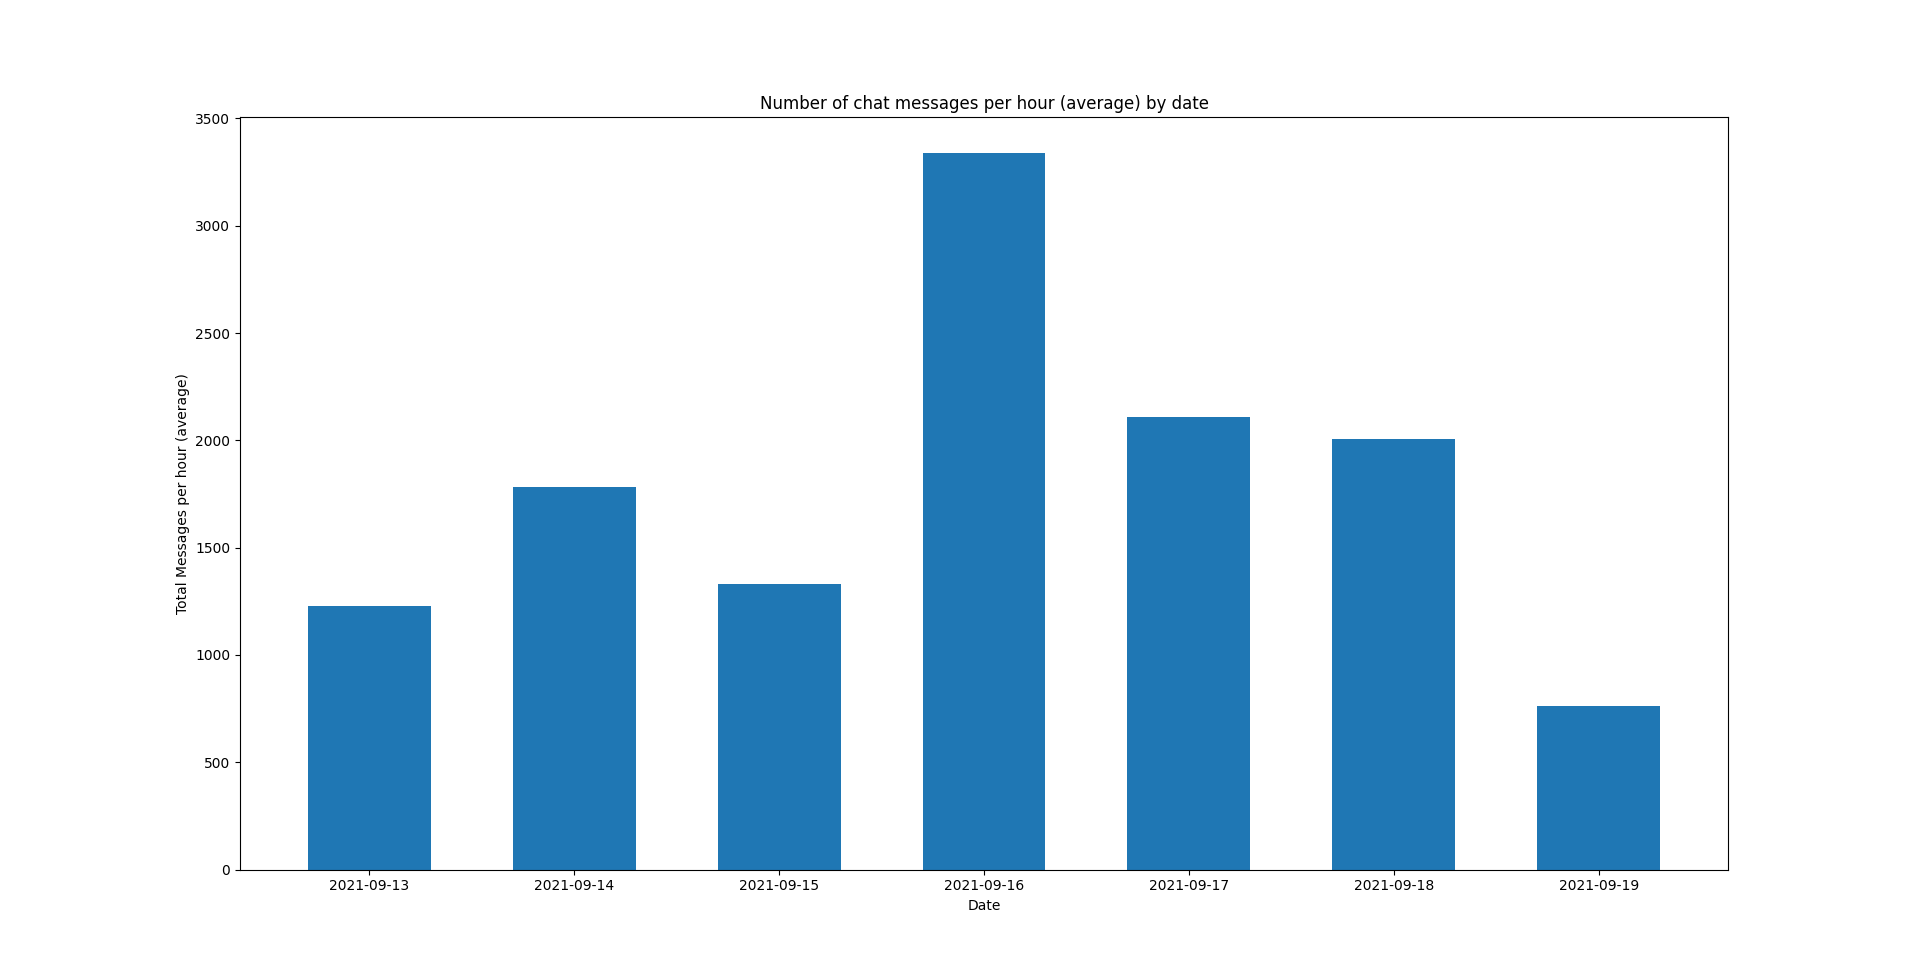 Number of chat messages per hour (average) by date
3500
3000
2500
2000
1500
1000
500
0
Total Messages per hour (average)
2021-09-13 2021-09-14 2021-09-15 2021-09-16 2021-09-17 2021-09-18 2021-09-19
Date